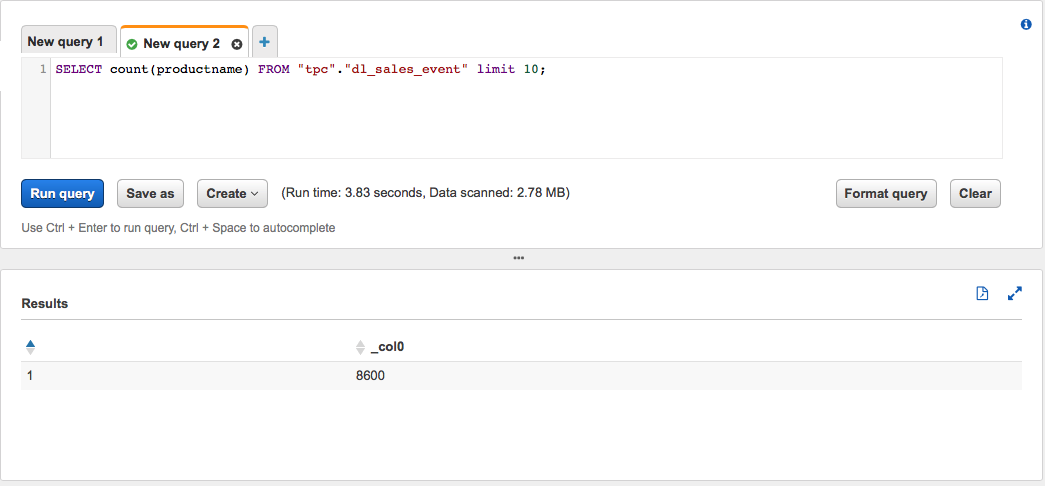 New query 1 New query 2 +
1 SELECT count(productname) FROM "tpc"."dl_sales_event" limit 10;
Run query Save as Create (Run time: 3.83 seconds, Data scanned: 2.78 MB) Format query Clear
Use Ctrl + Enter to run query, Ctrl + Space to autocomplete
Results
_col0
1 8600